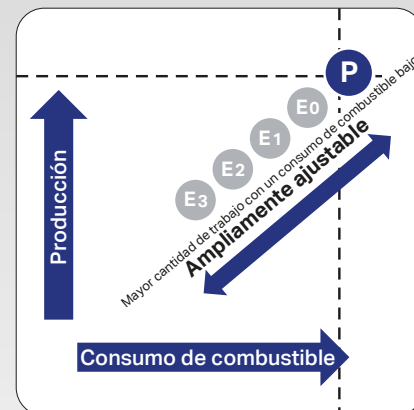 P
E0
E1
E2
E3
Mayor cantidad de trabajo con un consumo de combustible bajo
Ampliamente ajustable
Producción
Consumo de combustible